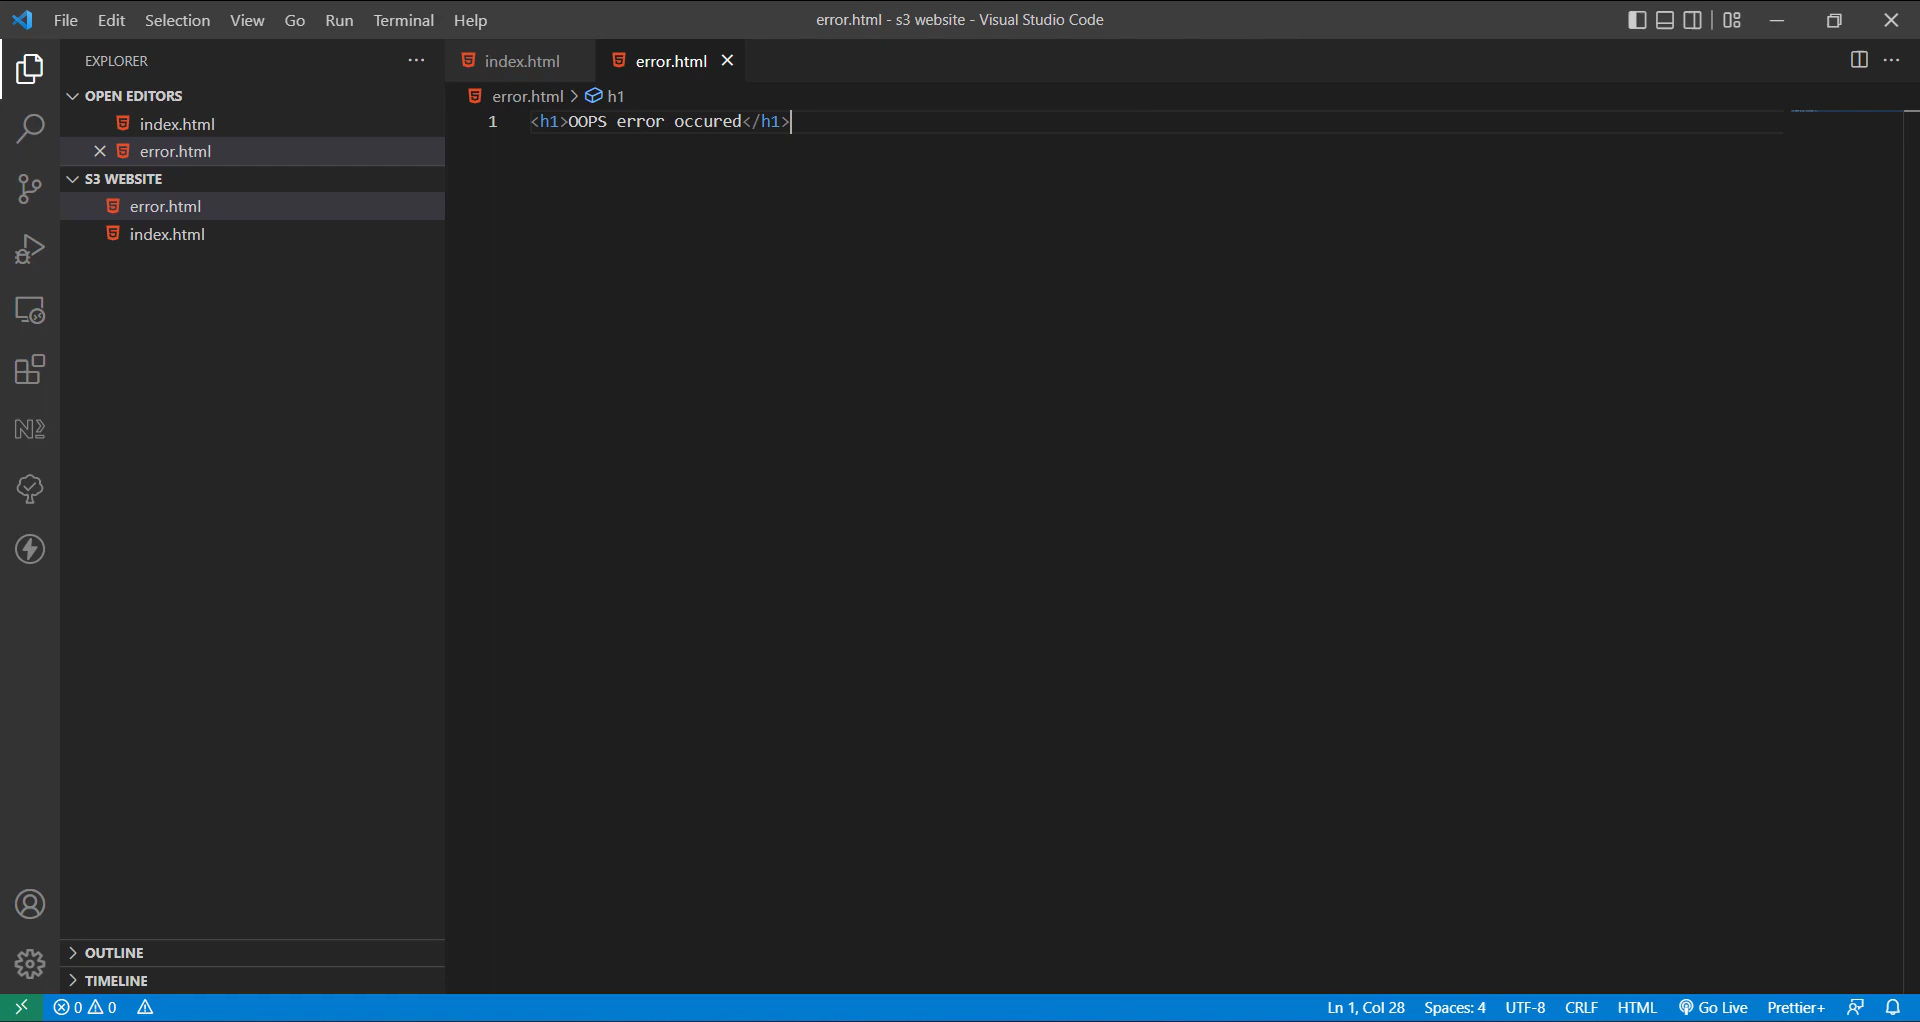 File Edit Selection View Go Run Terminal Help error.html - s3 website - Visual Studio Code
EXPLORER
index.html error.html
OPEN EDITORS
error.html h1
index.html
1 <h1>OOPS error occured</h1>
error.html
S3 WEBSITE
error.html
index.html
OUTLINE
TIMELINE
0 0 Ln 1, Col 28 Spaces: 4 UTF-8 CRLF HTML Go Live Prettier+